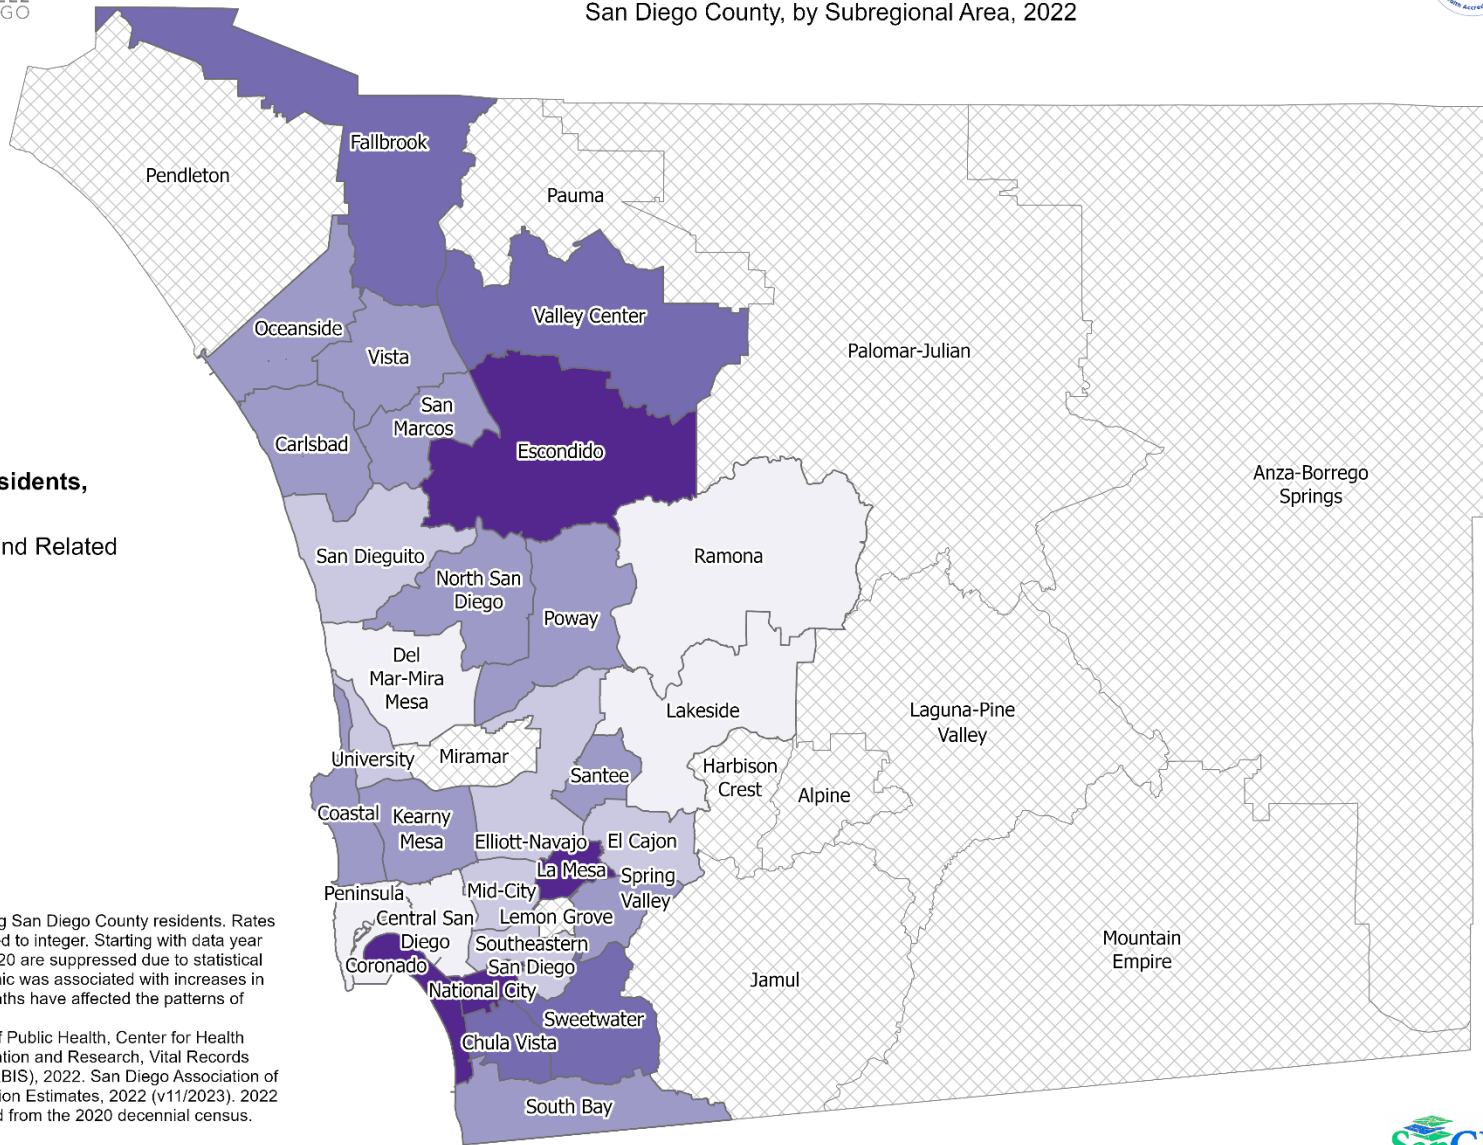 GO
San Diego County, by Subregional Area, 2022
Fallbrook
Pendleton
Pauma
Valley Center
Oceanside
Vista
Palomar-Julian
San
Marcos
Carlsbad
Escondido
Anza-Borrego
Springs
sidents,
nd Related
San Dieguito
Ramona
North San
Diego
Poway
Del
Mar-Mira
Mesa
Lakeside
Laguna-Pine
Valley
University
Miramar
Santee
Harbison
Crest
Alpine
Coastal
Kearny
Mesa
Elliott-Navajo
El Cajon
La Mesa
Spring
Valley
Peninsula
Mid-City
Central San
Diego
Lemon Grove
Southeastern
San Diego
Coronado
National City
Jamul
Mountain
Empire
Sweetwater
Chula Vista
South Bay
g San Diego County residents. Rates
ed to integer. Starting with data year
20 are suppressed due to statistical
nic was associated with increases in
aths have affected the patterns of
f Public Health, Center for Health
ation and Research, Vital Records
BIS), 2022. San Diego Association of
ion Estimates, 2022 (v11/2023). 2022
d from the 2020 decennial census.